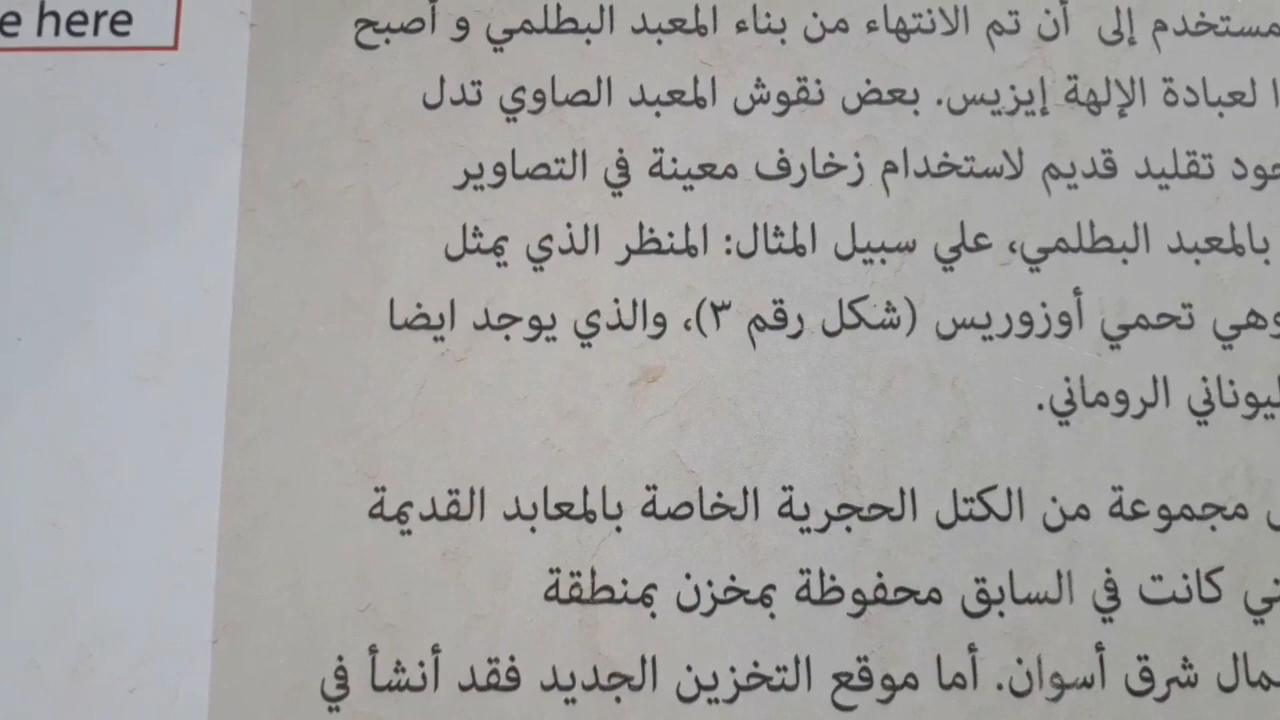 e here
مستخدم إلى أن تم الانتهاء من بناء المعبد البطلمي و أصبح
لعبادة الإلهة إيزيس. بعض نقوش المعبد الصاوي تدل
تقليد قديم لاستخدام زخارف معينة في التصاوير
بالمعبد البطلمي، علي سبيل المثال: المنظر الذي يمثل
وهي تحمي أوزوريس (شكل رقم ٣)، والذي يوجد ايضا
ليوناني الروماني.
مجموعة من الكتل الحجرية الخاصة بالمعابد القديمة
كانت في السابق محفوظة بمخزن بمنطقة
مال شرق أسوان. أما موقع التخزين الجديد فقد أنشأ في